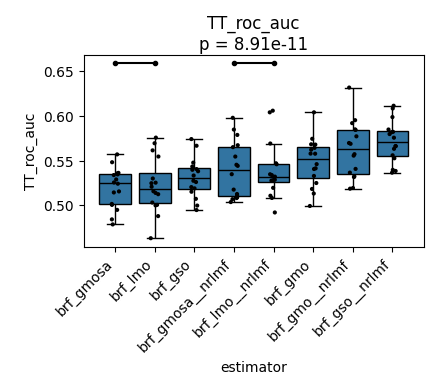 TT_roc_auc
p = 8.91e-11
TT_roc_auc
0.65
0.60
0.55
0.50
brf_gmosa
brf_lmo
brf_gso
brf_gmosa__nrlmf
brf_lmo__nrlmf
brf_gmo
brf_gmo__nrlmf
brf_gso__nrlmf
estimator